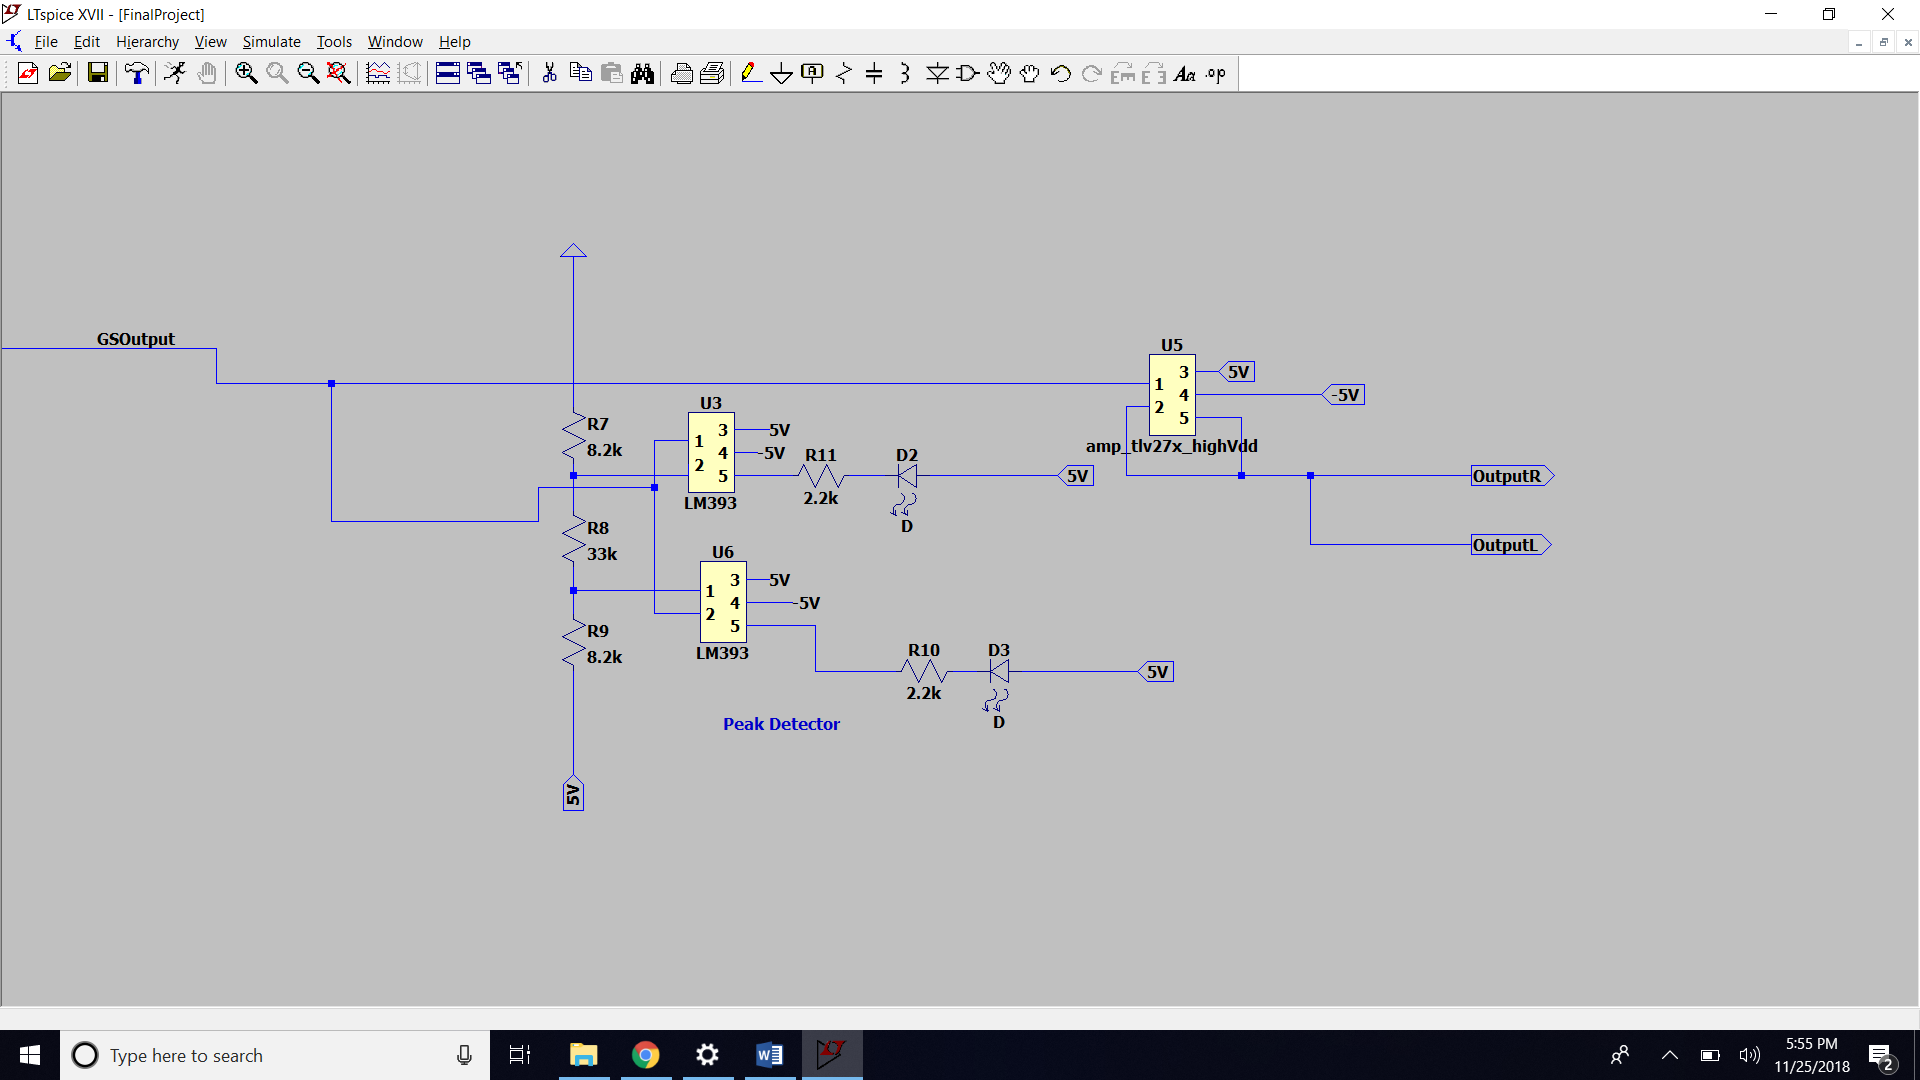 LTspice XVII - [FinalProject]
File Edit Hierarchy View Simulate Tools Window Help
Aa .op
GSOutput
U5
3 5V
1
4 -5V
2
5
amp_tlv27x_highVdd
R7
8.2k
U3
3 5V
1
4 -5V
2
5
LM393
R11
2.2k
D2
D
5V
OutputR
OutputL
R8
33k
U6
3 5V
1
4 -5V
2
5
LM393
R9
8.2k
R10
2.2k
D3
D
5V
Peak Detector
5V
Type here to search
5:55 PM
11/25/2018
2